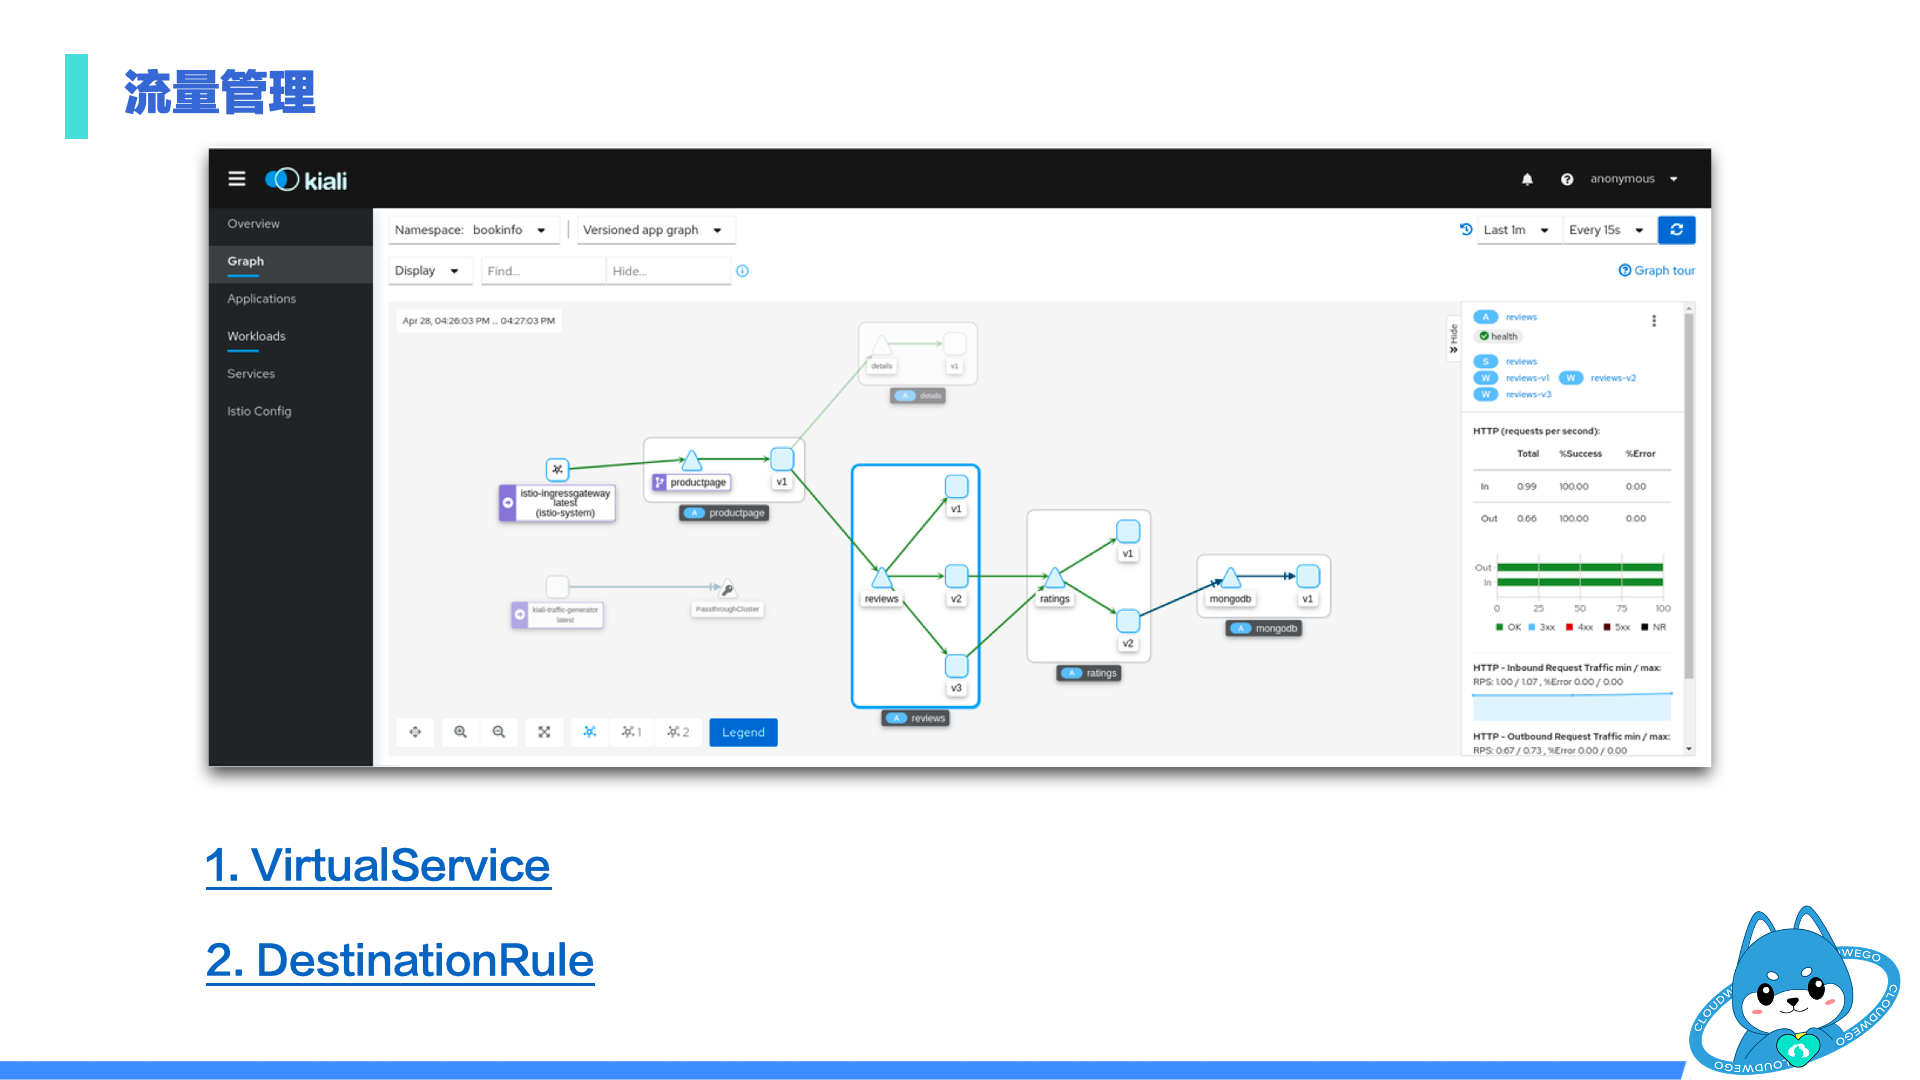 流量管理
kiali
anonymous
Overview
Graph
Applications
Workloads
Services
Istio Config
Namespace: bookinfo
Versioned app graph
Last 1m
Every 15s
Display
Find...
Hide...
Graph tour
Apr 28, 04:26:03 PM ... 04:27:03 PM
details
v1
A details
istio-ingressgateway
latest
(istio-system)
productpage
v1
A productpage
kiali-traffic-generator
latest
PassthroughCluster
reviews
v1
v2
v3
A reviews
ratings
v1
v2
A ratings
mongodb
v1
A mongodb
1
2
Legend
Hide
A reviews
health
S reviews
W reviews-v1 W reviews-v2
W reviews-v3
HTTP (requests per second):
Total %Success %Error
In 0.99 100.00 0.00
Out 0.66 100.00 0.00
Out
In
0 25 50 75 100
OK 3xx 4xx 5xx NR
HTTP - Inbound Request Traffic min / max:
RPS: 1.00 / 1.07 , %Error 0.00 / 0.00
HTTP - Outbound Request Traffic min / max:
RPS: 0.67 / 0.73 , %Error 0.00 / 0.00
1. VirtualService
2. DestinationRule
CLOUDWEGO
CLOUDWEGO